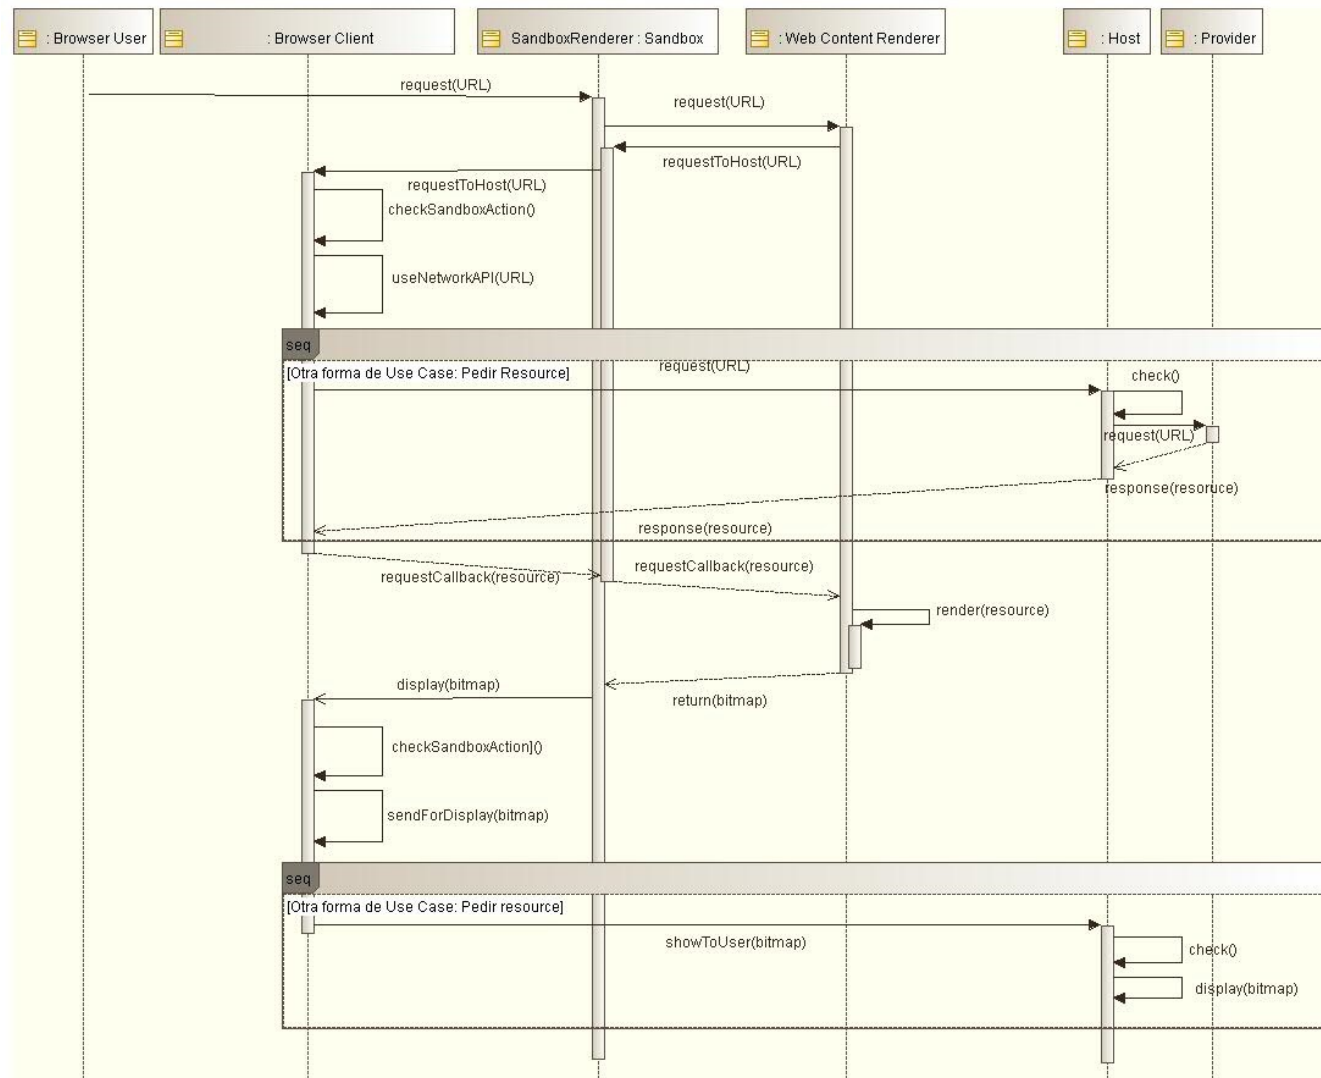 : Browser User
: Browser Client
SandboxRenderer : Sandbox
: Web Content Renderer
: Host
: Provider
request(URL)
request(URL)
requestToHost(URL)
requestToHost(URL)
checkSandboxAction()
useNetworkAPI(URL)
seq
[Otra forma de Use Case: Pedir Resource]
request(URL)
check()
request(URL)
response(resoruce)
response(resource)
requestCallback(resource)
requestCallback(resource)
render(resource)
display(bitmap)
return(bitmap)
checkSandboxAction]()
sendForDisplay(bitmap)
seq
[Otra forma de Use Case: Pedir resource]
showToUser(bitmap)
check()
display(bitmap)